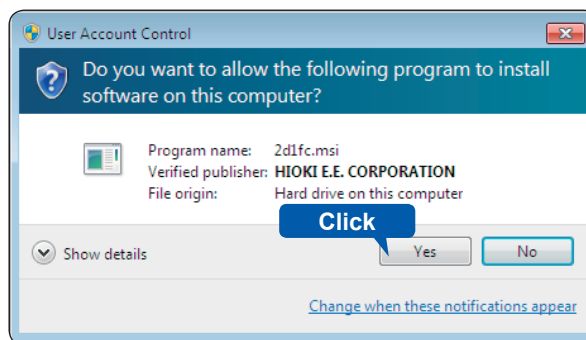 User Account Control
Do you want to allow the following program to install
software on this computer?
Program name: 2d1fc.msi
Verified publisher: HIOKI E.E. CORPORATION
File origin: Hard drive on this computer
Click
Show details
Yes
No
Change when these notifications appear